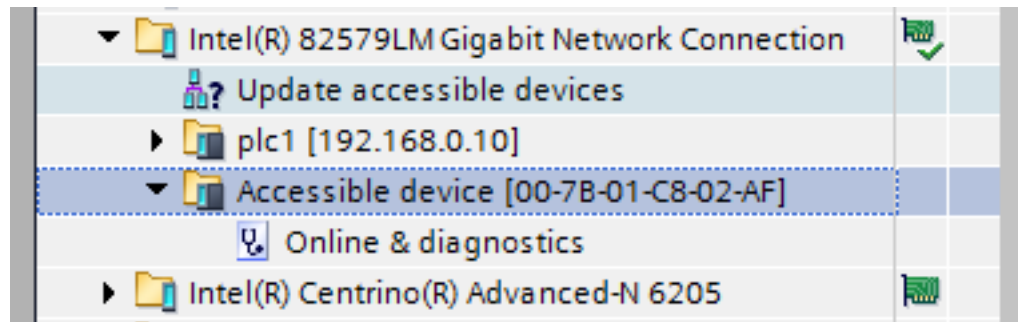 Intel(R) 82579LM Gigabit Network Connection
Update accessible devices
plc1 [192.168.0.10]
Accessible device [00-7B-01-C8-02-AF]
Online & diagnostics
Intel(R) Centrino(R) Advanced-N 6205